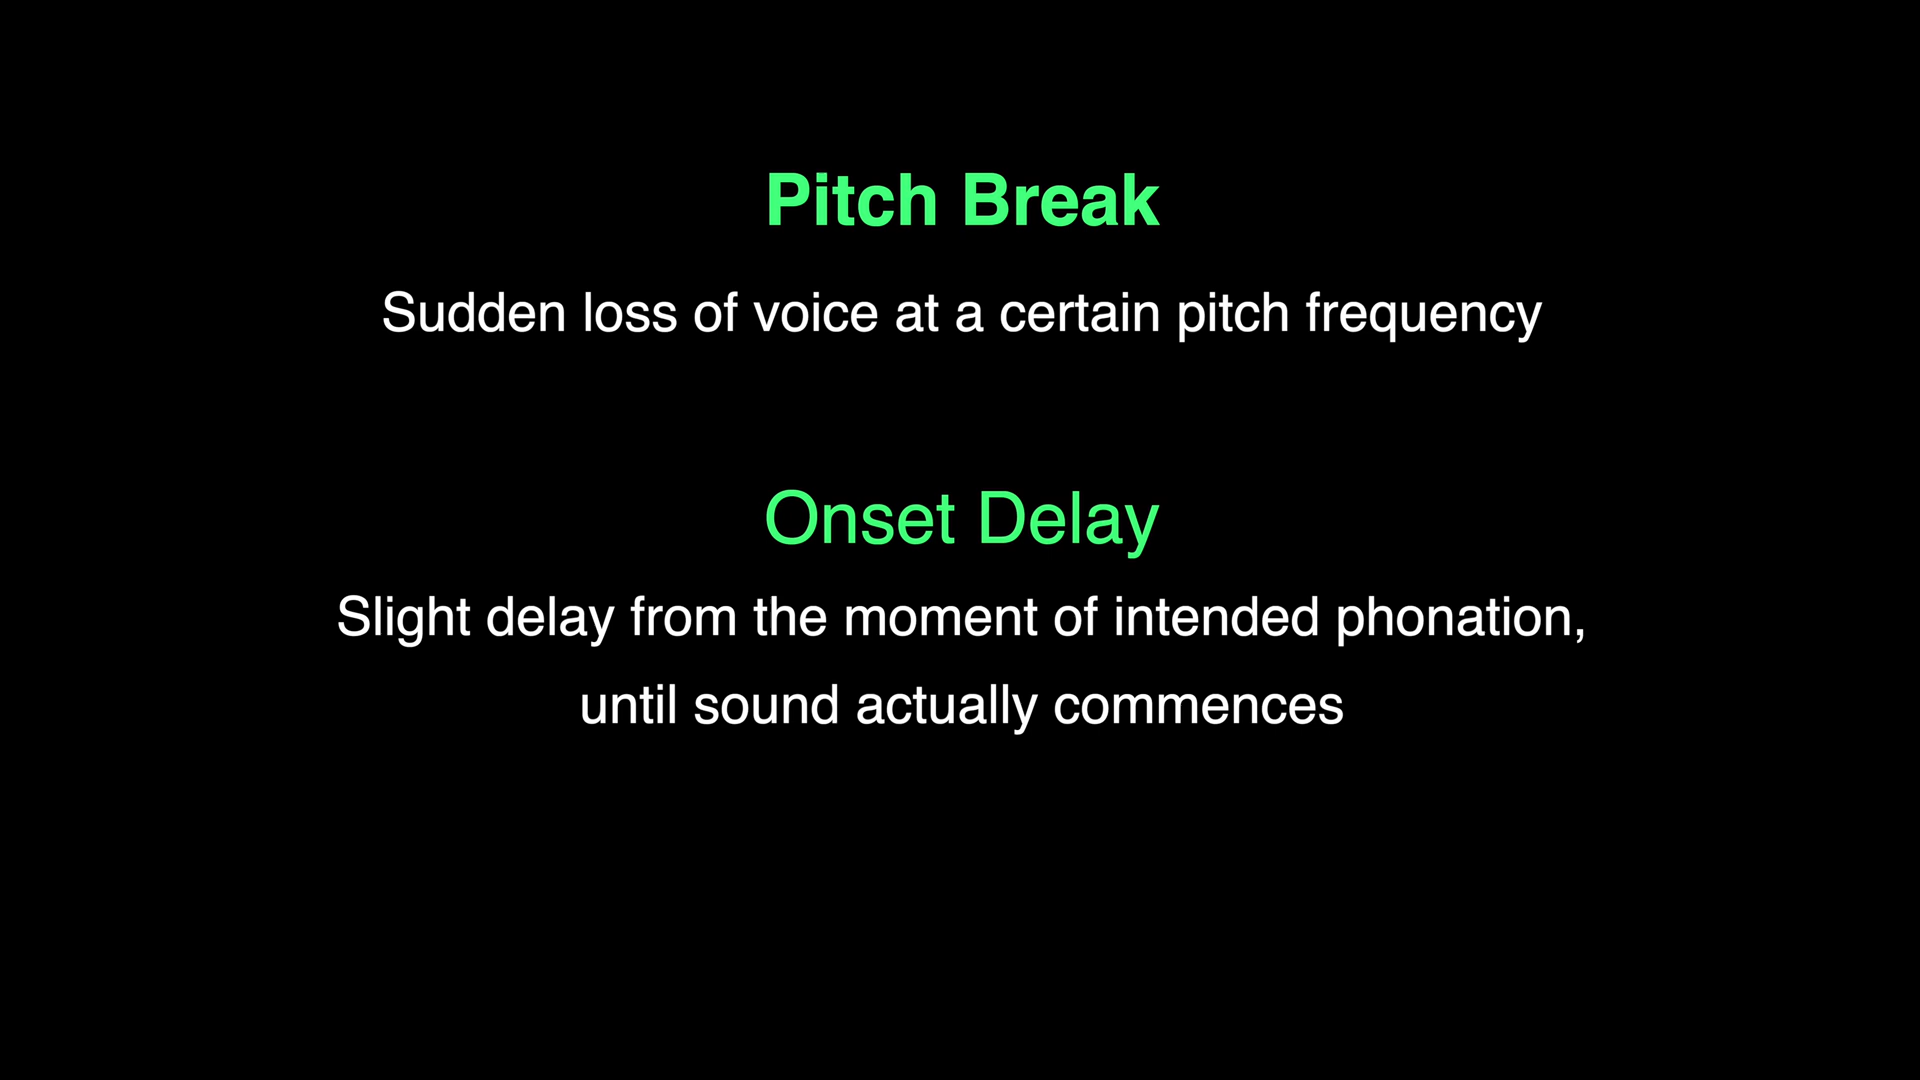 Pitch Break
Sudden loss of voice at a certain pitch frequency
Onset Delay
Slight delay from the moment of intended phonation,
until sound actually commences